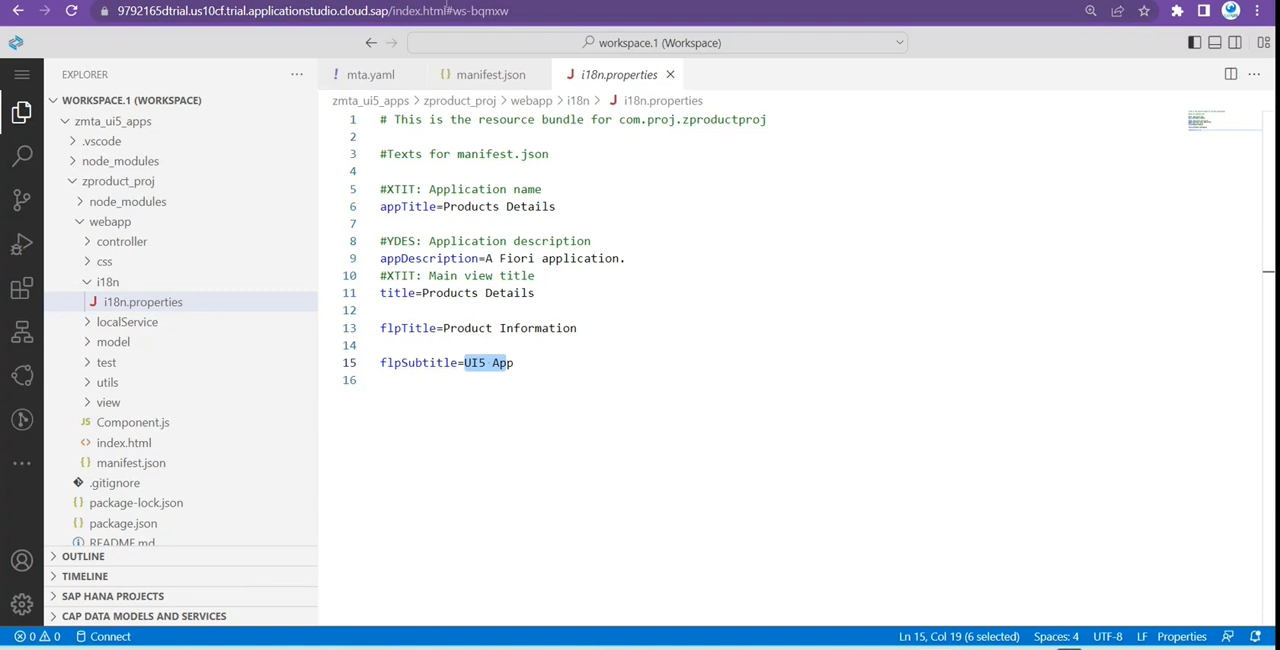 9792165dtrial.us10cf.trial.applicationstudio.cloud.sap/index.html#ws-bqmxw
workspace.1 (Workspace)
EXPLORER
WORKSPACE.1 (WORKSPACE)
zmta_ui5_apps
.vscode
node_modules
zproduct_proj
node_modules
webapp
controller
css
i18n
i18n.properties
localService
model
test
utils
view
Component.js
index.html
manifest.json
.gitignore
package-lock.json
package.json
README.md
OUTLINE
TIMELINE
SAP HANA PROJECTS
CAP DATA MODELS AND SERVICES
mta.yaml manifest.json i18n.properties
zmta_ui5_apps > zproduct_proj > webapp > i18n > i18n.properties
1 # This is the resource bundle for com.proj.zproductproj
2
3 #Texts for manifest.json
4
5 #XTIT: Application name
6 appTitle=Products Details
7
8 #YDES: Application description
9 appDescription=A Fiori application.
10 #XTIT: Main view title
11 title=Products Details
12
13 flpTitle=Product Information
14
15 flpSubtitle=UI5 App
16
0 0 Connect Ln 15, Col 19 (6 selected) Spaces: 4 UTF-8 LF Properties